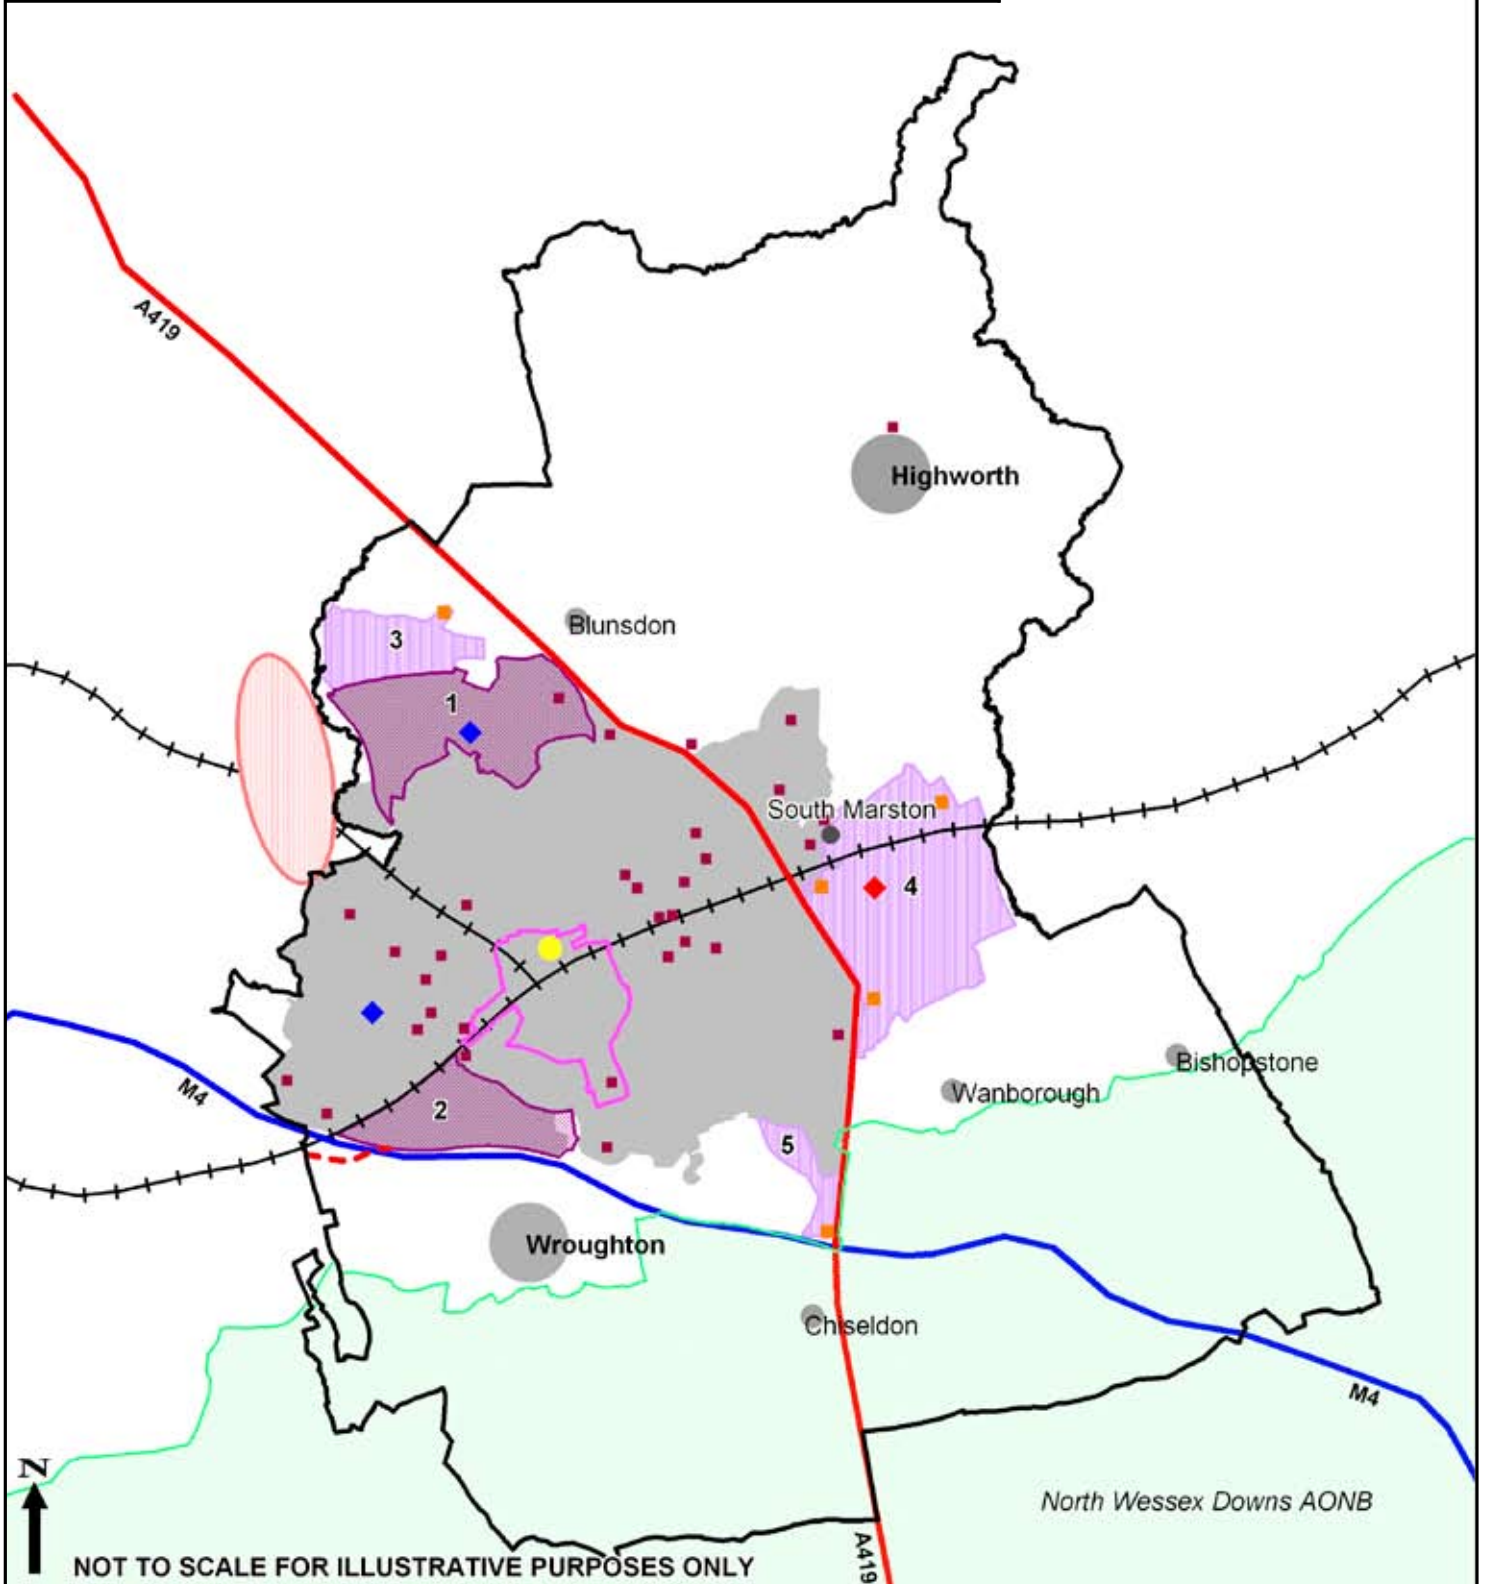 A419
Highworth
Blunsdon
3
1
South Marston
4
Bishopstone
Wanborough
M4
2
5
Wroughton
Chiseldon
M4
N
North Wessex Downs AONB
A419
NOT TO SCALE FOR ILLUSTRATIVE PURPOSES ONLY